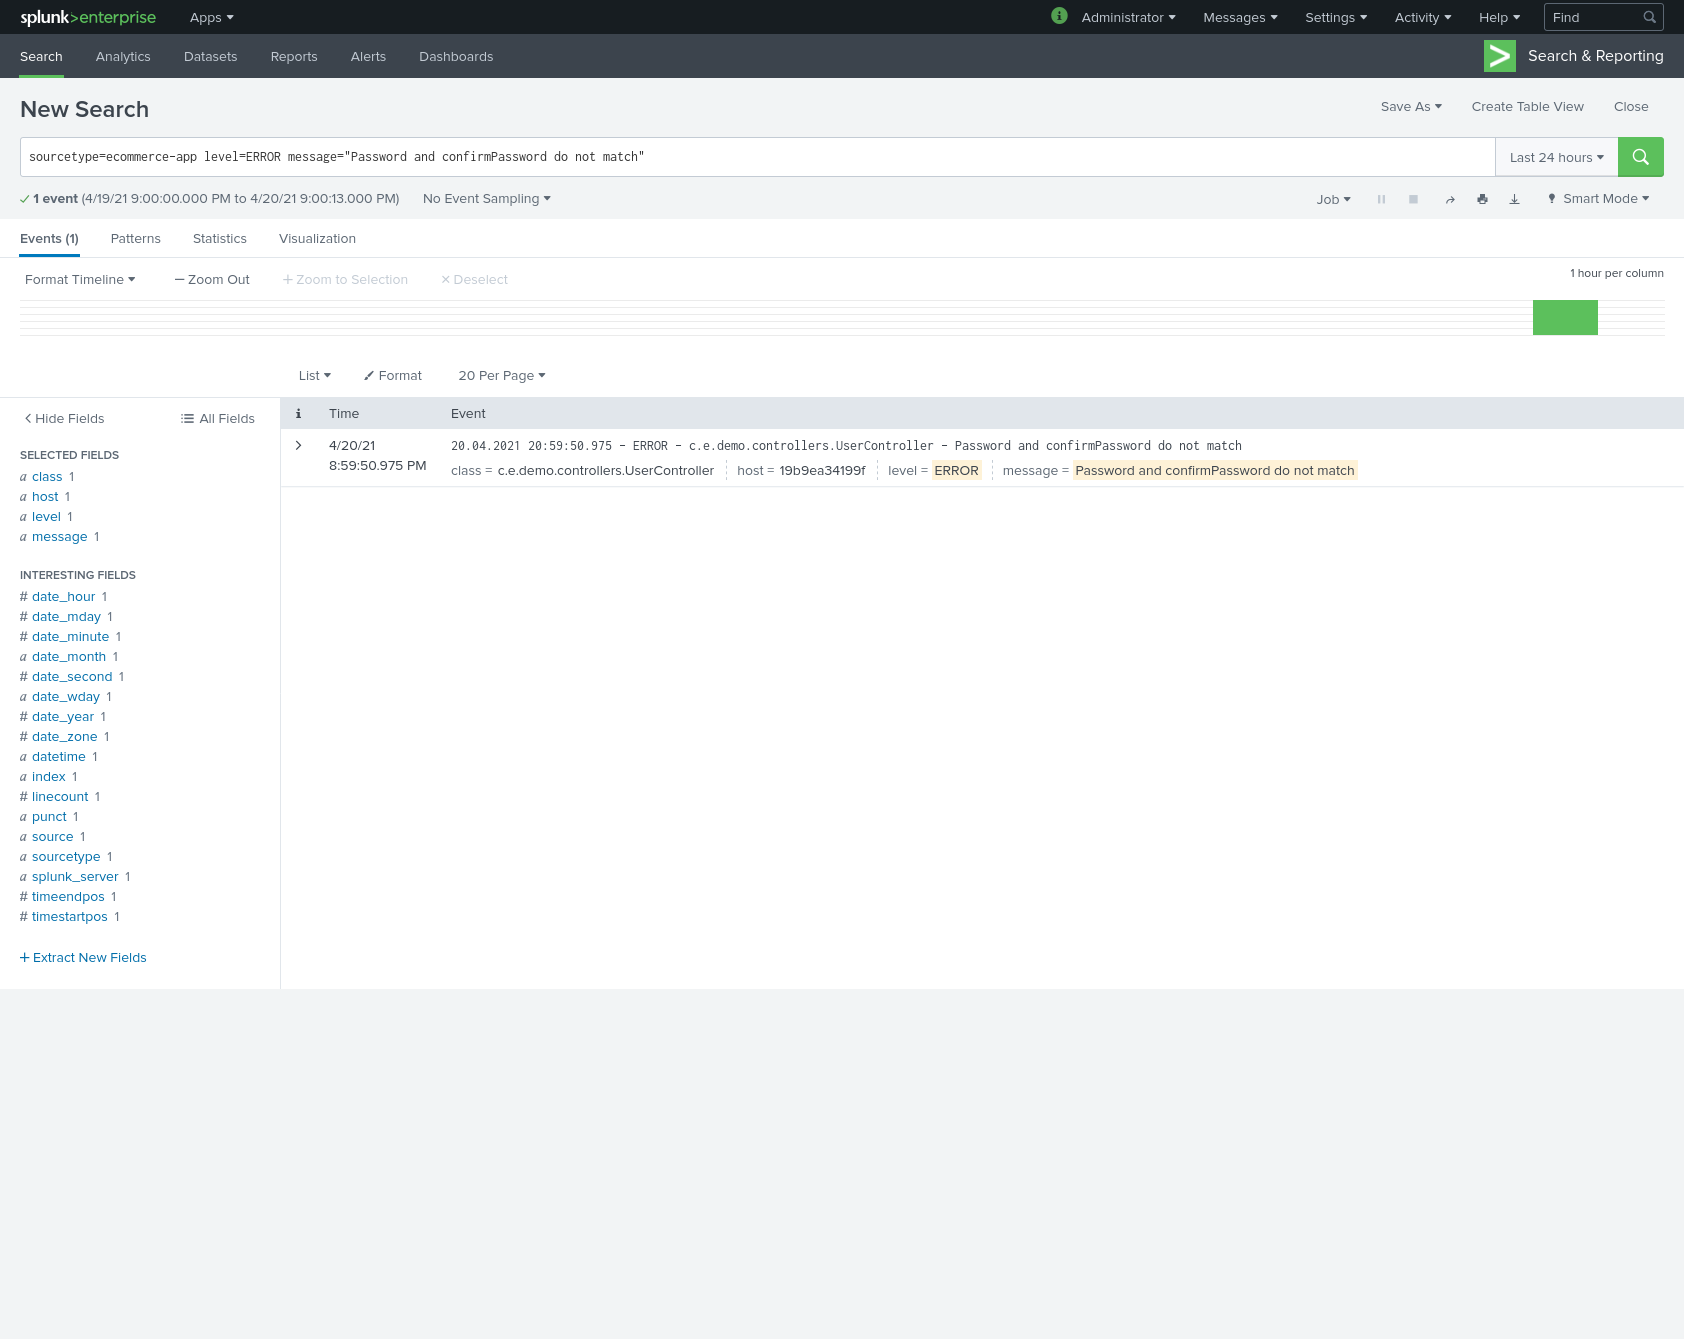 splunk>enterprise Apps i Administrator Messages Settings Activity Help Find
Search Analytics Datasets Reports Alerts Dashboards > Search & Reporting
New Search Save As Create Table View Close
sourcetype=ecommerce-app level=ERROR message="Password and confirmPassword do not match" Last 24 hours
1 event (4/19/21 9:00:00.000 PM to 4/20/21 9:00:13.000 PM) No Event Sampling Job Smart Mode
Events (1) Patterns Statistics Visualization
Format Timeline — Zoom Out + Zoom to Selection × Deselect 1 hour per column
List Format 20 Per Page
< Hide Fields All Fields
i Time Event
> 4/20/21
8:59:50.975 PM
20.04.2021 20:59:50.975 - ERROR - c.e.demo.controllers.UserController - Password and confirmPassword do not match
class = c.e.demo.controllers.UserController host = 19b9ea34199f level = ERROR message = Password and confirmPassword do not match
SELECTED FIELDS
a class 1
a host 1
a level 1
a message 1
INTERESTING FIELDS
# date_hour 1
# date_mday 1
# date_minute 1
a date_month 1
# date_second 1
a date_wday 1
# date_year 1
# date_zone 1
a datetime 1
a index 1
# linecount 1
a punct 1
a source 1
a sourcetype 1
a splunk_server 1
# timeendpos 1
# timestartpos 1
+ Extract New Fields